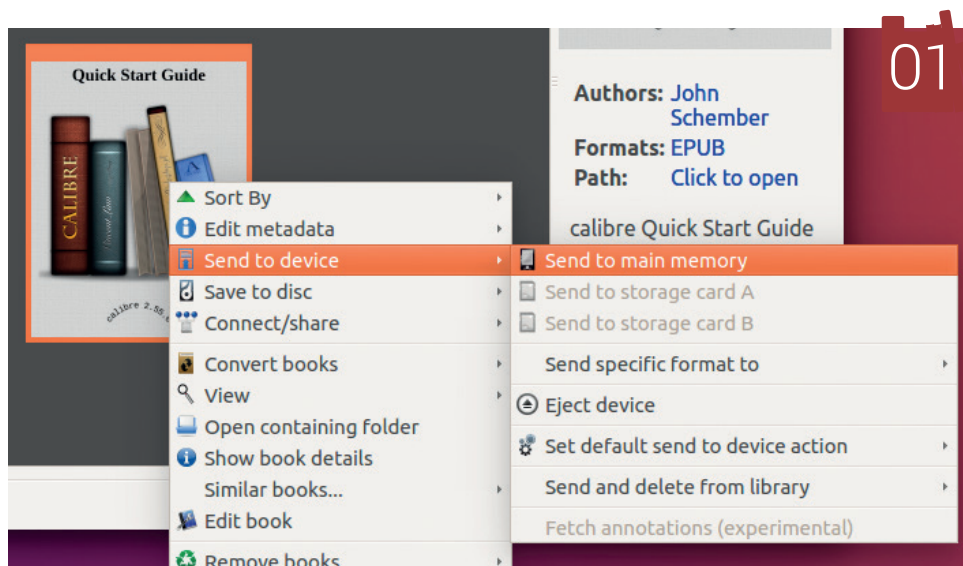 01
Quick Start Guide
CALIBRE
Authors: John
Schember
Formats: EPUB
Path: Click to open
calibre Quick Start Guide
Sort By
Edit metadata
Send to device
Save to disc
Connect/share
Convert books
View
Open containing folder
Show book details
Similar books...
Edit book
Remove books
Send to main memory
Send to storage card A
Send to storage card B
Send specific format to
Eject device
Set default send to device action
Send and delete from library
Fetch annotations (experimental)
calibre 2.55.